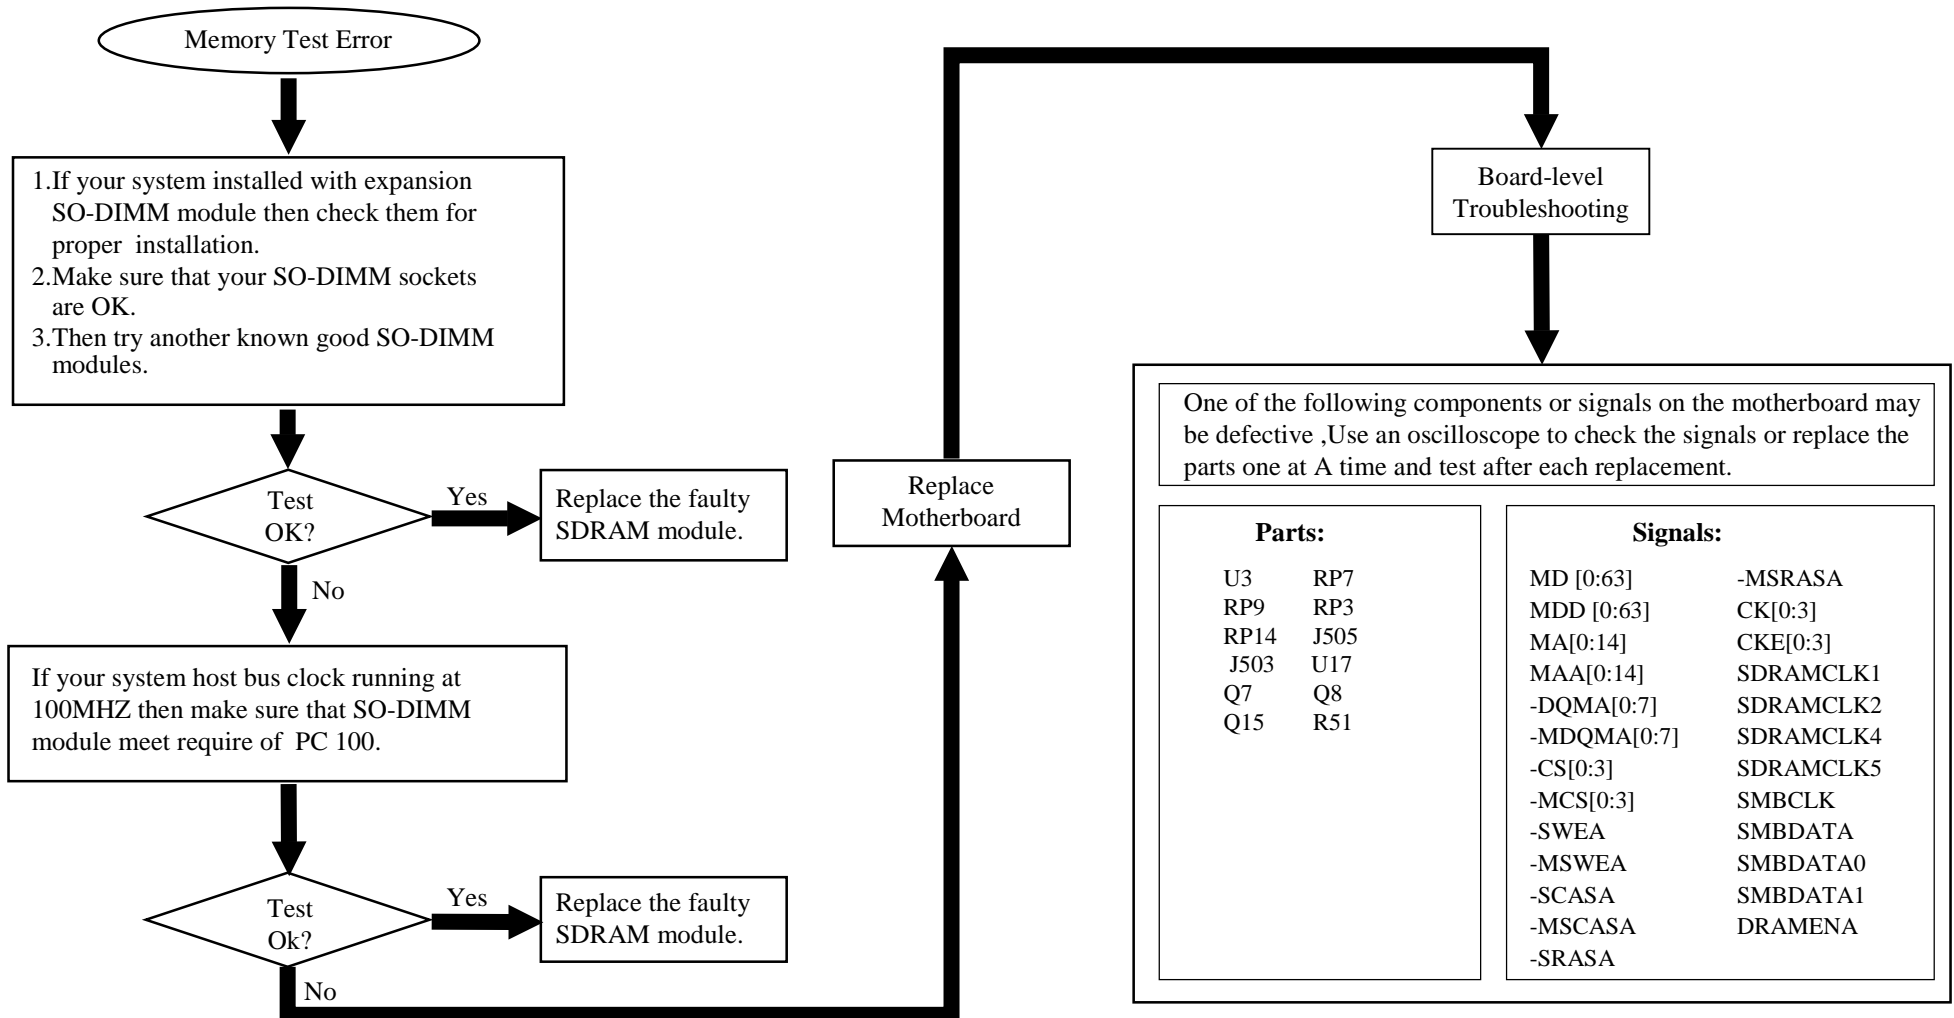 Memory Test Error
1.If your system installed with expansion
SO-DIMM module then check them for
proper installation.
2.Make sure that your SO-DIMM sockets
are OK.
3.Then try another known good SO-DIMM
modules.
Test
OK?
Yes
Replace the faulty
SDRAM module.
No
If your system host bus clock running at
100MHZ then make sure that SO-DIMM
module meet require of PC 100.
Test
Ok?
Yes
Replace the faulty
SDRAM module.
No
Replace
Motherboard
Board-level
Troubleshooting
One of the following components or signals on the motherboard may
be defective ,Use an oscilloscope to check the signals or replace the
parts one at A time and test after each replacement.
Parts:
U3 RP7
RP9 RP3
RP14 J505
J503 U17
Q7 Q8
Q15 R51
Signals:
MD [0:63] -MSRASA
MDD [0:63] CK[0:3]
MA[0:14] CKE[0:3]
MAA[0:14] SDRAMCLK1
-DQMA[0:7] SDRAMCLK2
-MDQMA[0:7] SDRAMCLK4
-CS[0:3] SDRAMCLK5
-MCS[0:3] SMBCLK
-SWEA SMBDATA
-MSWEA SMBDATA0
-SCASA SMBDATA1
-MSCASA DRAMENA
-SRASA